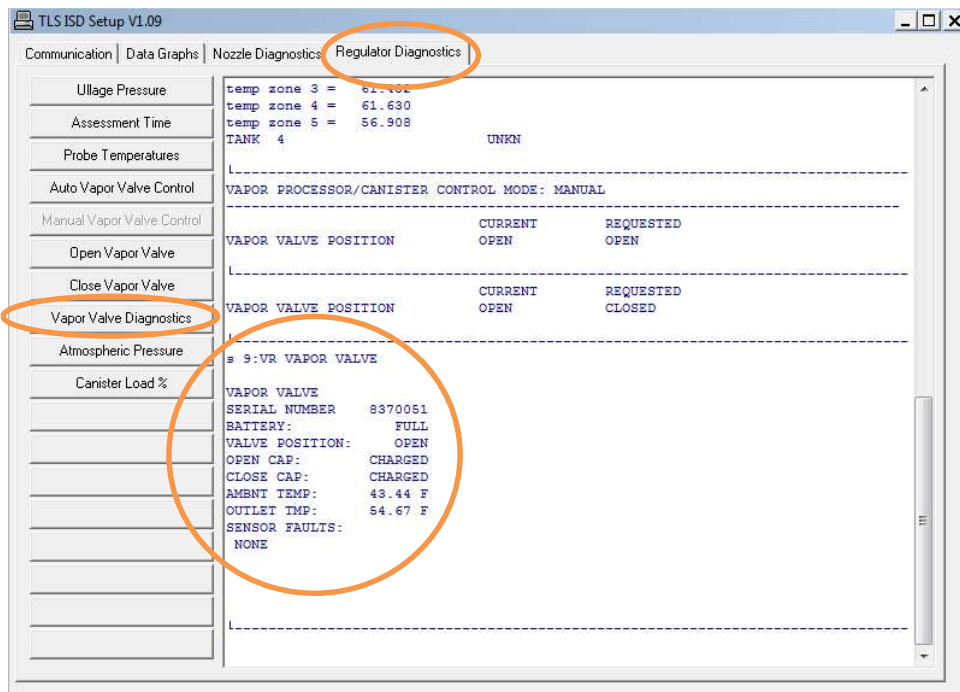 TLS ISD Setup V1.09
Communication Data Graphs Nozzle Diagnostics Regulator Diagnostics
Ullage Pressure
Assessment Time
Probe Temperatures
Auto Vapor Valve Control
Manual Vapor Valve Control
Open Vapor Valve
Close Vapor Valve
Vapor Valve Diagnostics
Atmospheric Pressure
Canister Load %
temp zone 3 = 61.402
temp zone 4 = 61.630
temp zone 5 = 56.908
TANK 4 UNKN
VAPOR PROCESSOR/CANISTER CONTROL MODE: MANUAL
CURRENT REQUESTED
VAPOR VALVE POSITION OPEN OPEN
CURRENT REQUESTED
VAPOR VALVE POSITION OPEN CLOSED
s 9:VR VAPOR VALVE
VAPOR VALVE
SERIAL NUMBER 8370051
BATTERY: FULL
VALVE POSITION: OPEN
OPEN CAP: CHARGED
CLOSE CAP: CHARGED
AMBNT TEMP: 43.44 F
OUTLET TMP: 54.67 F
SENSOR FAULTS:
NONE